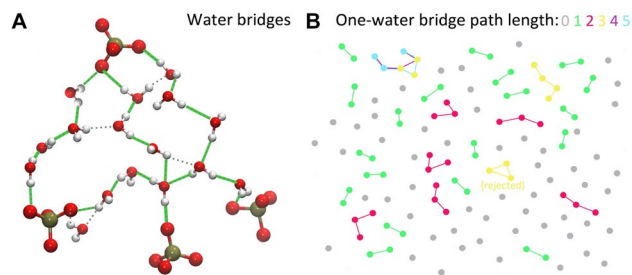 A
Water bridges
B
One-water bridge path length: 0 1 2 3 4 5
(rejected)